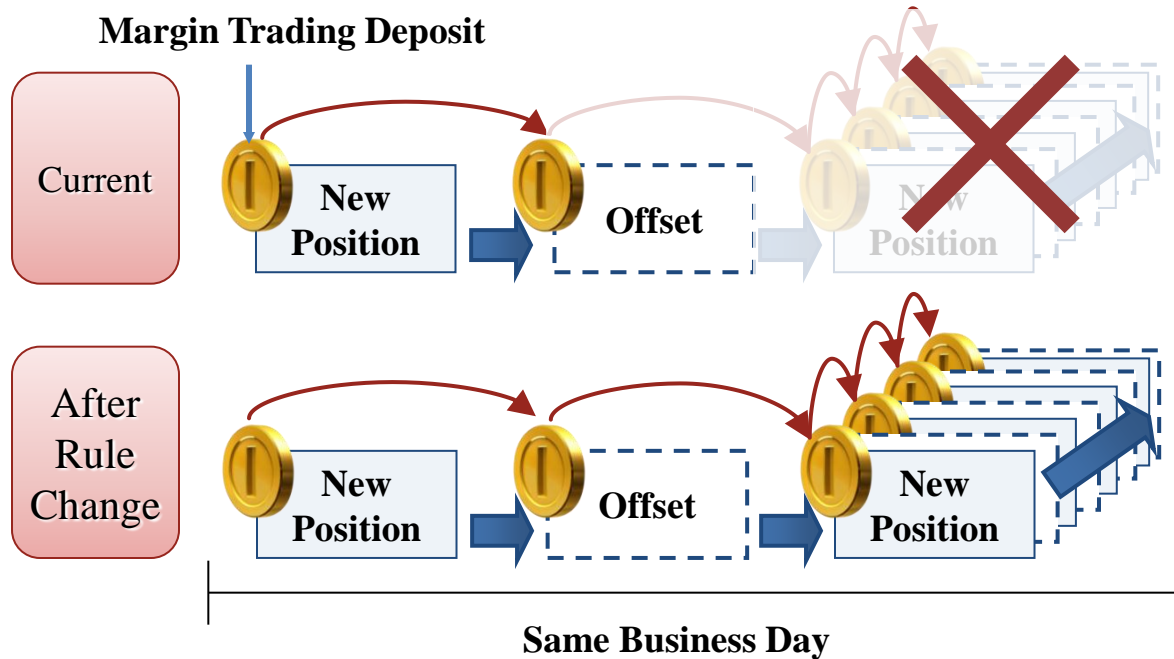 Margin Trading Deposit
Current
New
Position
Offset
New
Position
After
Rule
Change
New
Position
Offset
New
Position
Same Business Day